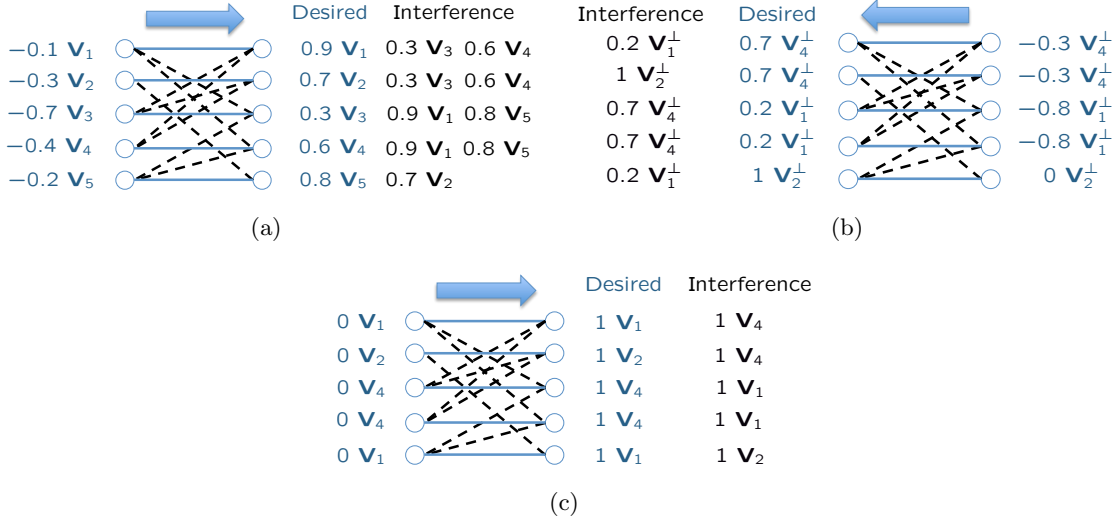 Desired Interference
−0.1 V₁ 0.9 V₁ 0.3 V₃ 0.6 V₄
−0.3 V₂ 0.7 V₂ 0.3 V₃ 0.6 V₄
−0.7 V₃ 0.3 V₃ 0.9 V₁ 0.8 V₅
−0.4 V₄ 0.6 V₄ 0.9 V₁ 0.8 V₅
−0.2 V₅ 0.8 V₅ 0.7 V₂
(a)
Interference Desired
0.2 V₁^⊥ 0.7 V₄^⊥ −0.3 V₄^⊥
1 V₂^⊥ 0.7 V₄^⊥ −0.3 V₄^⊥
0.7 V₄^⊥ 0.2 V₁^⊥ −0.8 V₁^⊥
0.7 V₄^⊥ 0.2 V₁^⊥ −0.8 V₁^⊥
0.2 V₁^⊥ 1 V₂^⊥ 0 V₂^⊥
(b)
Desired Interference
0 V₁ 1 V₁ 1 V₄
0 V₂ 1 V₂ 1 V₄
0 V₄ 1 V₄ 1 V₁
0 V₄ 1 V₄ 1 V₁
0 V₁ 1 V₁ 1 V₂
(c)